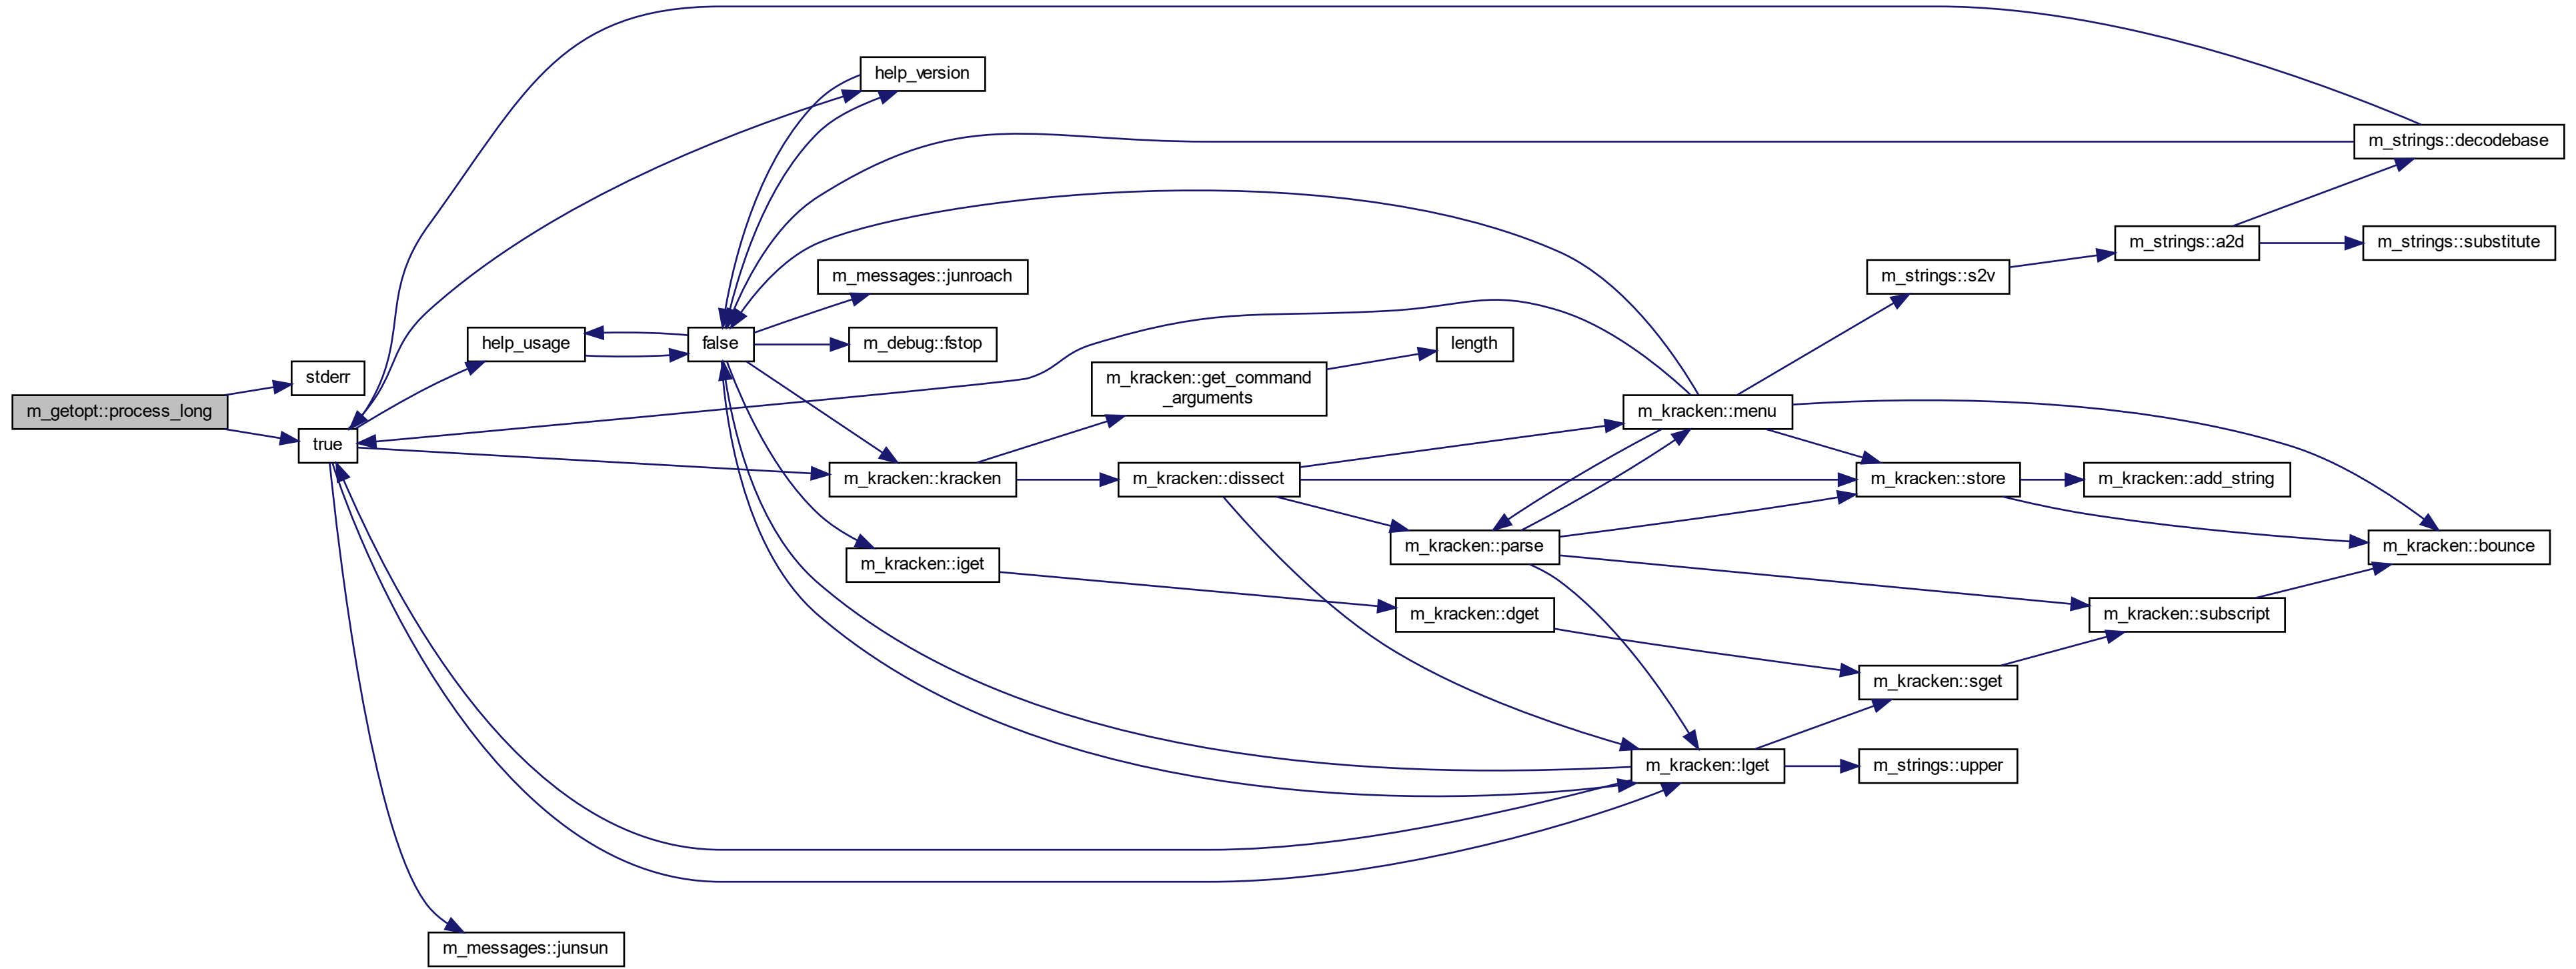 help_version
m_strings::decodebase
m_strings::a2d
m_strings::substitute
m_messages::junroach
m_strings::s2v
help_usage
false
m_debug::fstop
length
stderr
m_kracken::get_command
_arguments
m_getopt::process_long
m_kracken::menu
true
m_kracken::kracken
m_kracken::dissect
m_kracken::store
m_kracken::add_string
m_kracken::parse
m_kracken::bounce
m_kracken::iget
m_kracken::dget
m_kracken::subscript
m_kracken::sget
m_kracken::lget
m_strings::upper
m_messages::junsun